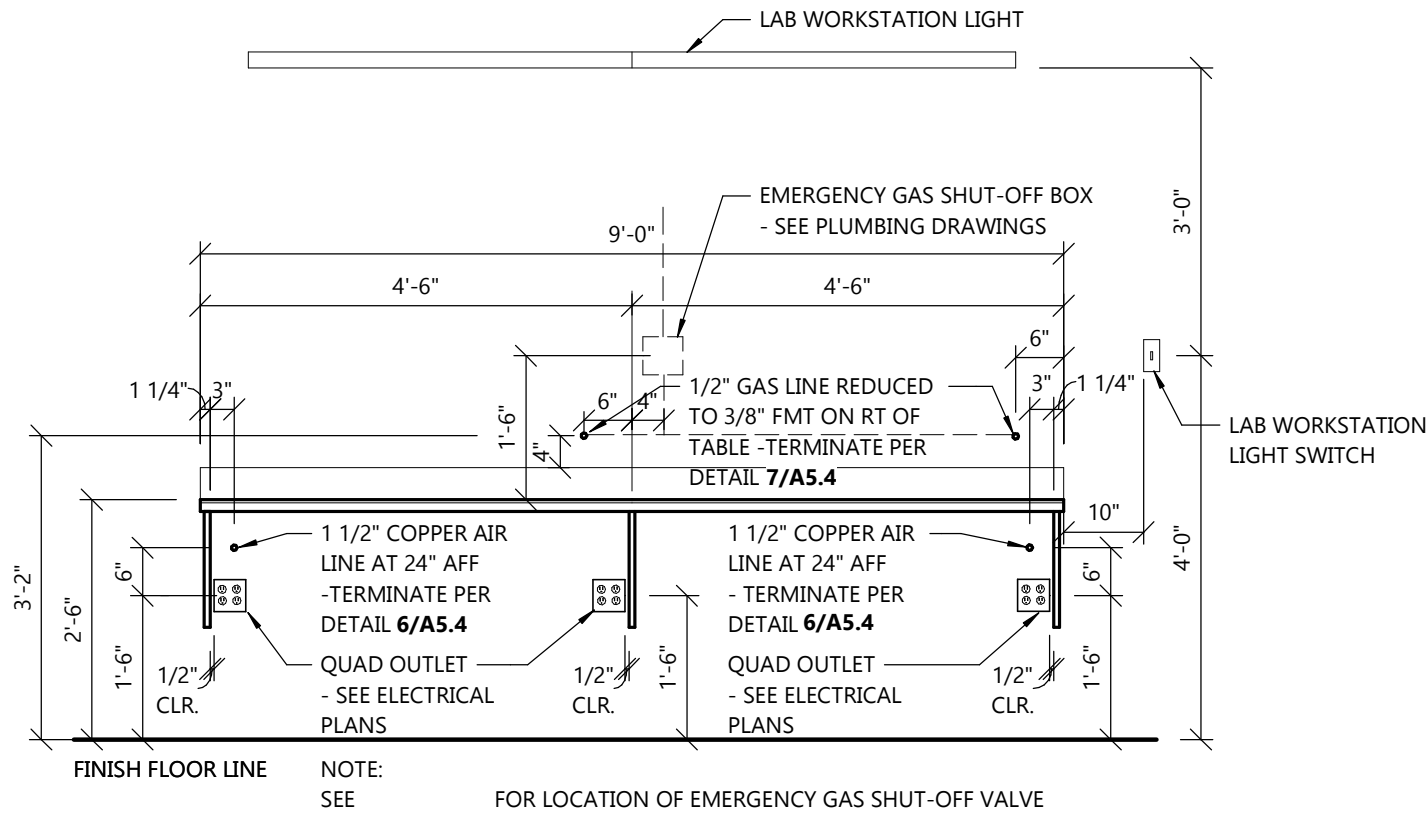 LAB WORKSTATION LIGHT
EMERGENCY GAS SHUT-OFF BOX
- SEE PLUMBING DRAWINGS
9'-0"
3'-0"
4'-6"
4'-6"
6"
1 1/4"
3"
3"
1 1/4"
6"
4"
1'-6"
4"
1/2" GAS LINE REDUCED
TO 3/8" FMT ON RT OF
TABLE -TERMINATE PER
DETAIL 7/A5.4
LAB WORKSTATION
LIGHT SWITCH
10"
3'-2"
2'-6"
6"
1'-6"
1 1/2" COPPER AIR
LINE AT 24" AFF
-TERMINATE PER
DETAIL 6/A5.4
1 1/2" COPPER AIR
LINE AT 24" AFF
- TERMINATE PER
DETAIL 6/A5.4
6"
4'-0"
1/2"
CLR.
QUAD OUTLET
- SEE ELECTRICAL
PLANS
1/2"
CLR.
1'-6"
QUAD OUTLET
- SEE ELECTRICAL
PLANS
1/2"
CLR.
1'-6"
FINISH FLOOR LINE
NOTE:
SEE FOR LOCATION OF EMERGENCY GAS SHUT-OFF VALVE